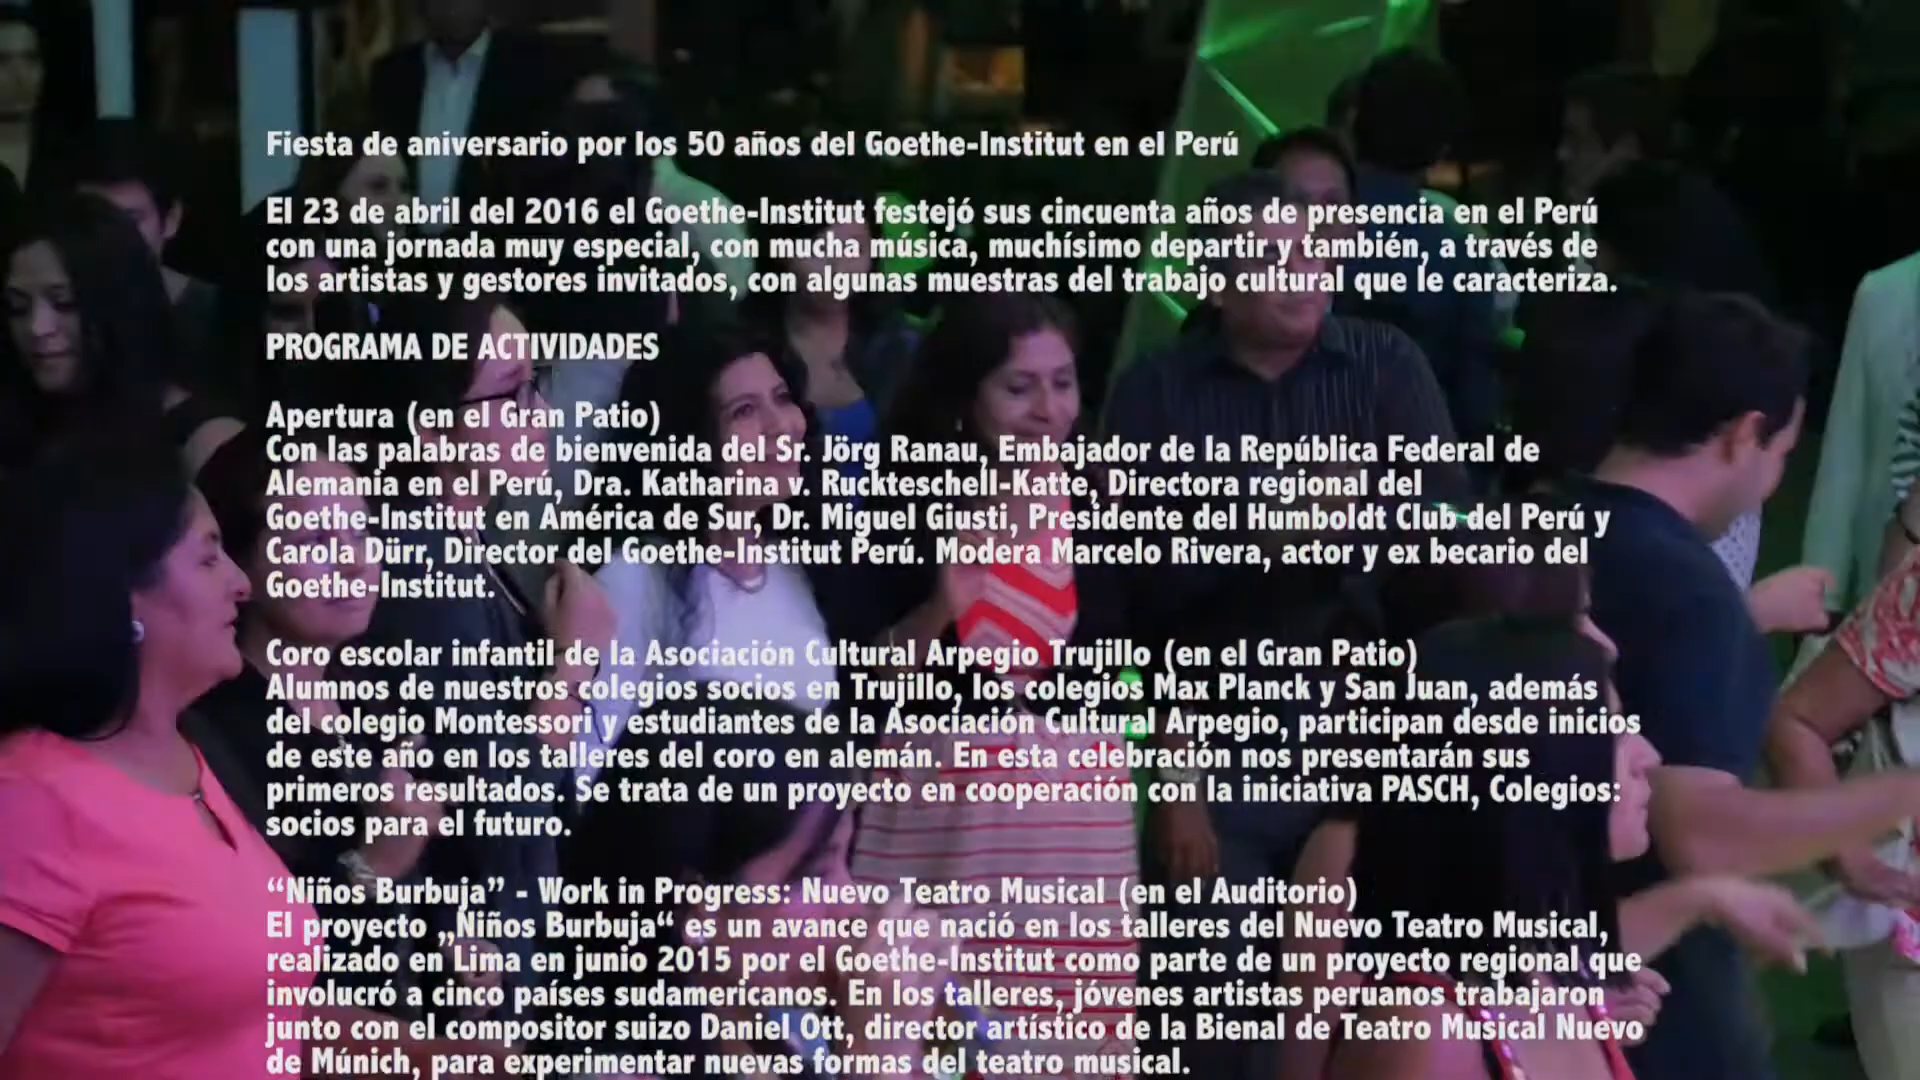 Fiesta de aniversario por los 50 años del Goethe-Institut en el Perú
El 23 de abril del 2016 el Goethe-Institut festejó sus cincuenta años de presencia en el Perú
con una jornada muy especial, con mucha música, muchísimo departir y también, a través de
los artistas y gestores invitados, con algunas muestras del trabajo cultural que le caracteriza.
PROGRAMA DE ACTIVIDADES
Apertura (en el Gran Patio)
Con las palabras de bienvenida del Sr. Jörg Ranau, Embajador de la República Federal de
Alemania en el Perú, Dra. Katharina v. Ruckteschell-Katte, Directora regional del
Goethe-Institut en América de Sur, Dr. Miguel Giusti, Presidente del Humboldt Club del Perú y
Carola Dürr, Director del Goethe-Institut Perú. Modera Marcelo Rivera, actor y ex becario del
Goethe-Institut.
Coro escolar infantil de la Asociación Cultural Arpegio Trujillo (en el Gran Patio)
Alumnos de nuestros colegios socios en Trujillo, los colegios Max Planck y San Juan, además
del colegio Montessori y estudiantes de la Asociación Cultural Arpegio, participan desde inicios
de este año en los talleres del coro en alemán. En esta celebración nos presentarán sus
primeros resultados. Se trata de un proyecto en cooperación con la iniciativa PASCH, Colegios:
socios para el futuro.
“Niños Burbuja” - Work in Progress: Nuevo Teatro Musical (en el Auditorio)
El proyecto „Niños Burbuja“ es un avance que nació en los talleres del Nuevo Teatro Musical,
realizado en Lima en junio 2015 por el Goethe-Institut como parte de un proyecto regional que
involucró a cinco países sudamericanos. En los talleres, jóvenes artistas peruanos trabajaron
junto con el compositor suizo Daniel Ott, director artístico de la Bienal de Teatro Musical Nuevo
de Múnich, para experimentar nuevas formas del teatro musical.